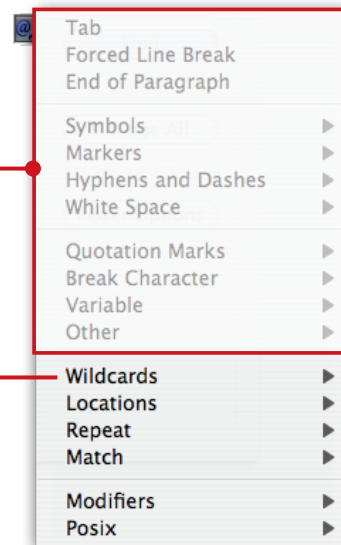 @
Tab
Forced Line Break
End of Paragraph
Symbols
Markers
Hyphens and Dashes
White Space
Quotation Marks
Break Character
Variable
Other
Wildcards
Locations
Repeat
Match
Modifiers
Posix